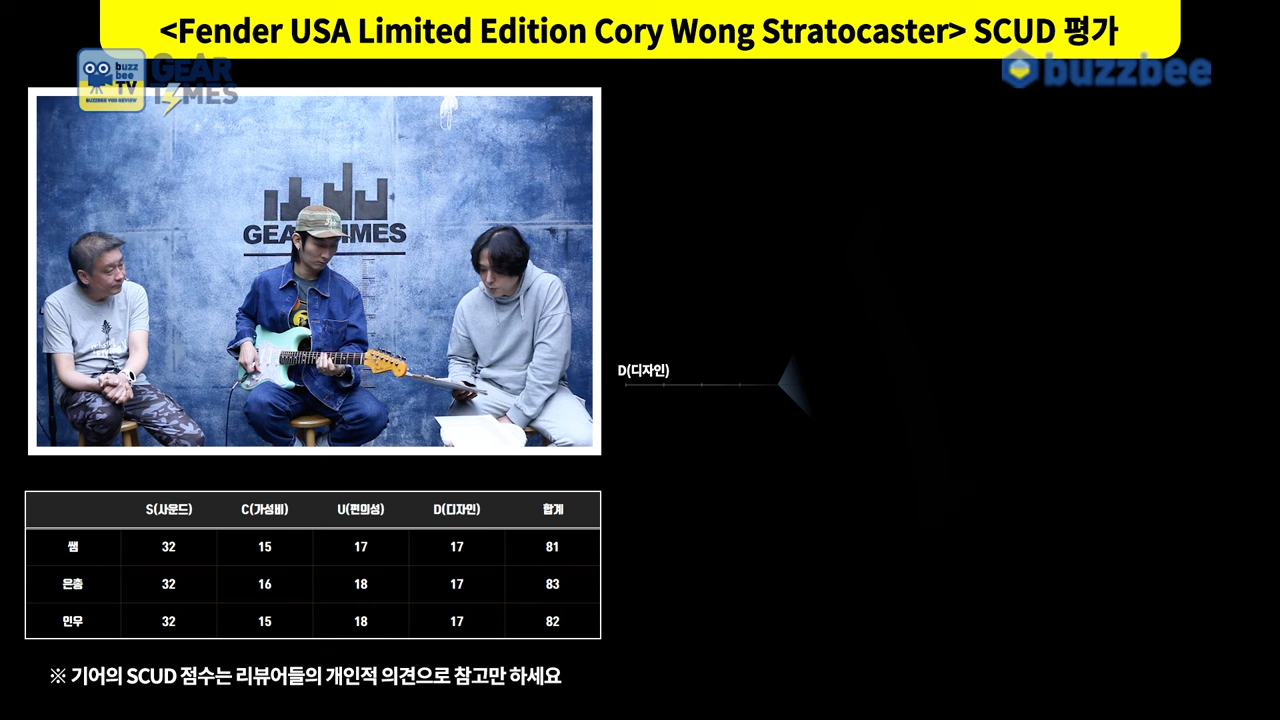 <Fender USA Limited Edition Cory Wong Stratocaster> SCUD 평가
buzz
bee
TV
BUZZBEE YOU REVIEW
GEAR
TIMES
buzzbee
GEAR TIMES
D(디자인)
S(사운드) C(가성비) U(편의성) D(디자인) 합계
쌤 32 15 17 17 81
은총 32 16 18 17 83
민우 32 15 18 17 82
※ 기어의 SCUD 점수는 리뷰어들의 개인적 의견으로 참고만 하세요